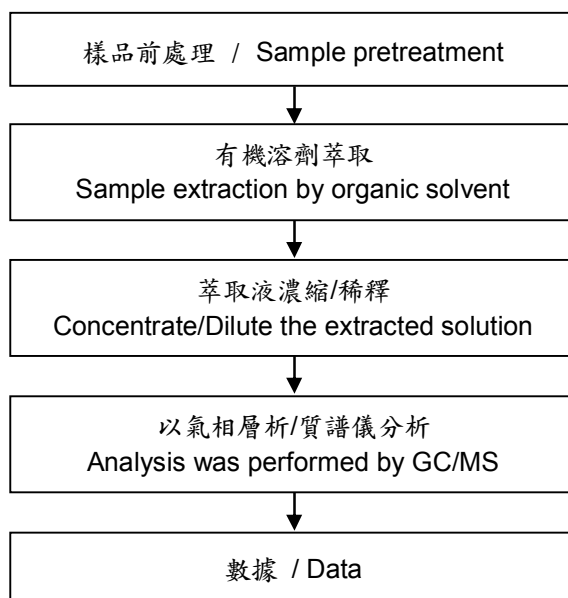 樣品前處理 / Sample pretreatment
有機溶劑萃取
Sample extraction by organic solvent
萃取液濃縮/稀釋
Concentrate/Dilute the extracted solution
以氣相層析/質譜儀分析
Analysis was performed by GC/MS
數據 / Data